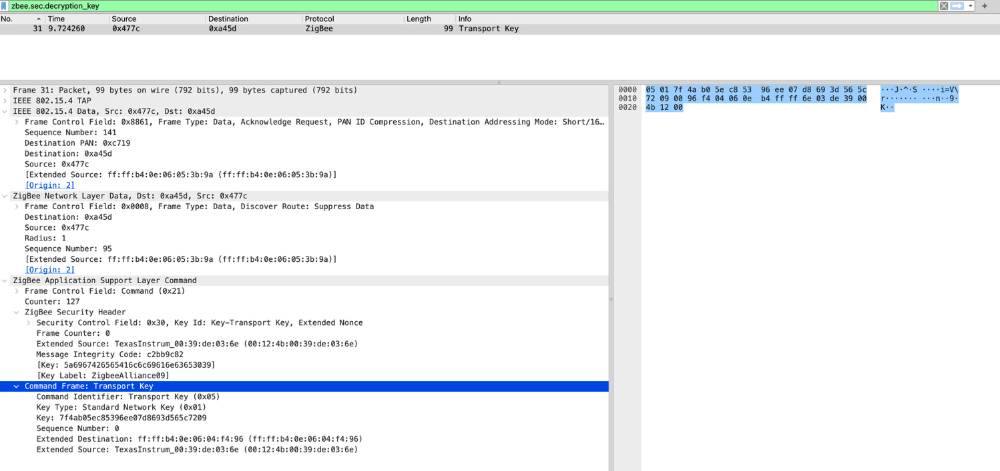 zbee.sec.decryption_key
No. Time Source Destination Protocol Length Info
31 9.724260 0x477c 0xa45d ZigBee 99 Transport Key
Frame 31: Packet, 99 bytes on wire (792 bits), 99 bytes captured (792 bits)
IEEE 802.15.4 TAP
IEEE 802.15.4 Data, Src: 0x477c, Dst: 0xa45d
Frame Control Field: 0x8861, Frame Type: Data, Acknowledge Request, PAN ID Compression, Destination Addressing Mode: Short/16…
Sequence Number: 141
Destination PAN: 0xc719
Destination: 0xa45d
Source: 0x477c
[Extended Source: ff:ff:b4:0e:06:05:3b:9a (ff:ff:b4:0e:06:05:3b:9a)]
[Origin: 2]
ZigBee Network Layer Data, Dst: 0xa45d, Src: 0x477c
Frame Control Field: 0x0008, Frame Type: Data, Discover Route: Suppress Data
Destination: 0xa45d
Source: 0x477c
Radius: 1
Sequence Number: 95
[Extended Source: ff:ff:b4:0e:06:05:3b:9a (ff:ff:b4:0e:06:05:3b:9a)]
[Origin: 2]
ZigBee Application Support Layer Command
Frame Control Field: Command (0x21)
Counter: 127
ZigBee Security Header
Security Control Field: 0x30, Key Id: Key-Transport Key, Extended Nonce
Frame Counter: 0
Extended Source: TexasInstrum_00:39:de:03:6e (00:12:4b:00:39:de:03:6e)
Message Integrity Code: c2bb9c82
[Key: 5a6967426565416c6c69616e63653039]
[Key Label: ZigbeeAlliance09]
Command Frame: Transport Key
Command Identifier: Transport Key (0x05)
Key Type: Standard Network Key (0x01)
Key: 7f4ab05ec85396ee07d8693d565c7209
Sequence Number: 0
Extended Destination: ff:ff:b4:0e:06:04:f4:96 (ff:ff:b4:0e:06:04:f4:96)
Extended Source: TexasInstrum_00:39:de:03:6e (00:12:4b:00:39:de:03:6e)
0000 05 01 7f 4a b0 5e c8 53 96 ee 07 d8 69 3d 56 5c ···J·^·S ····i=V\
0010 72 09 00 96 f4 04 06 0e b4 ff ff 6e 03 de 39 00 r······· ···n··9·
0020 4b 12 00 K··